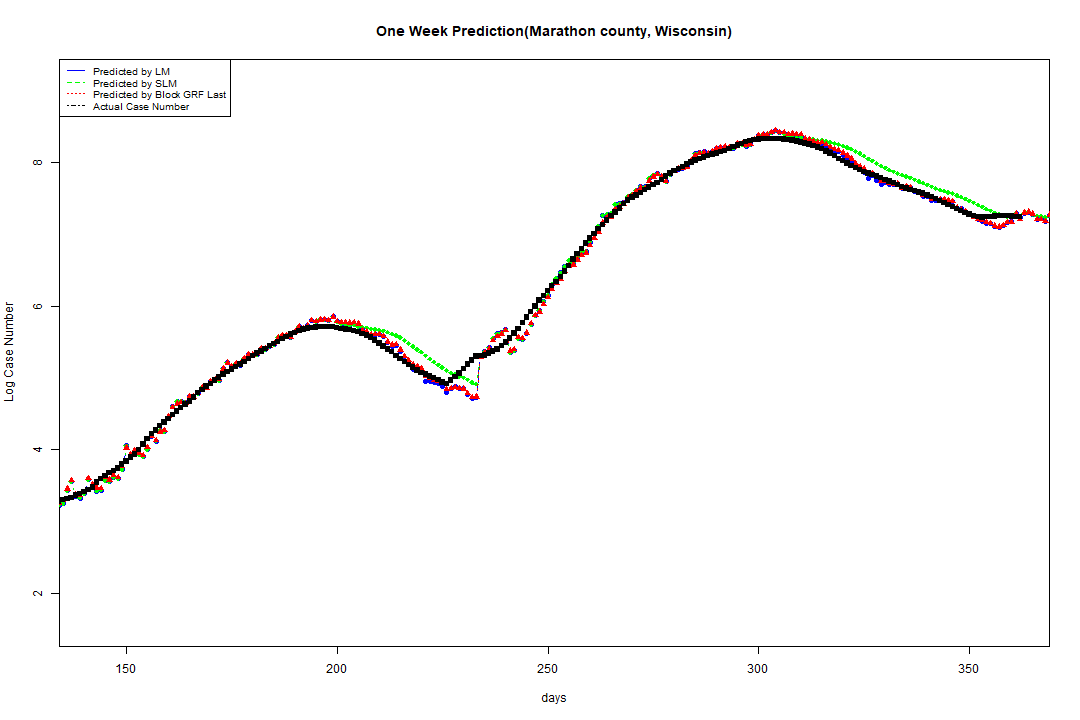 One Week Prediction(Marathon county, Wisconsin)
Predicted by LM
Predicted by SLM
Predicted by Block GRF Last
Actual Case Number
8
6
4
2
Log Case Number
150 200 250 300 350
days